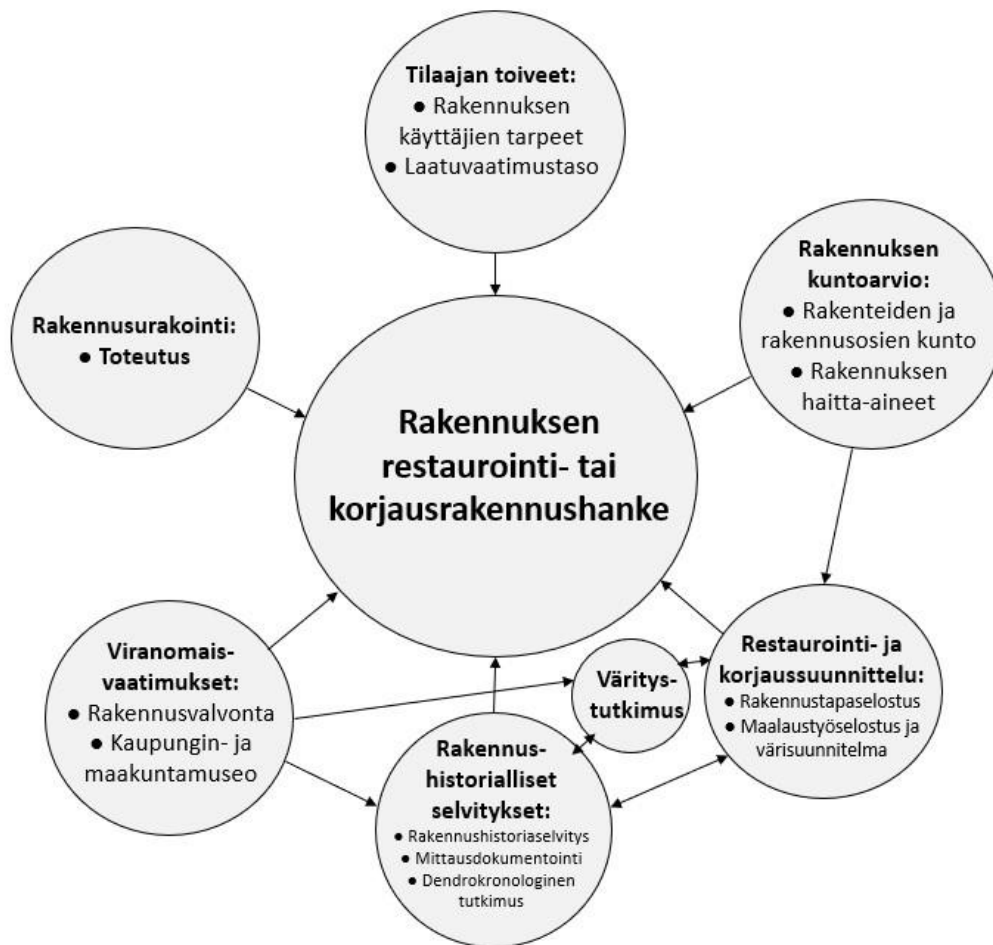 Tilaajan toiveet:
● Rakennuksen
käyttäjien tarpeet
● Laatuvaatimustaso
Rakennusurakointi:
● Toteutus
Rakennuksen
kuntoarvio:
● Rakenteiden ja
rakennusosien kunto
● Rakennuksen
haitta-aineet
Rakennuksen
restaurointi- tai
korjausrakennushanke
Viranomais-
vaatimukset:
● Rakennusvalvonta
● Kaupungin- ja
maakuntamuseo
Väritys-
tutkimus
Restaurointi- ja
korjaussuunnittelu:
● Rakennustapaselostus
● Maalaustyöselostus ja
värisuunnitelma
Rakennus-
historialliset
selvitykset:
● Rakennushistoriaselvitys
● Mittausdokumentointi
● Dendrokronologinen
tutkimus